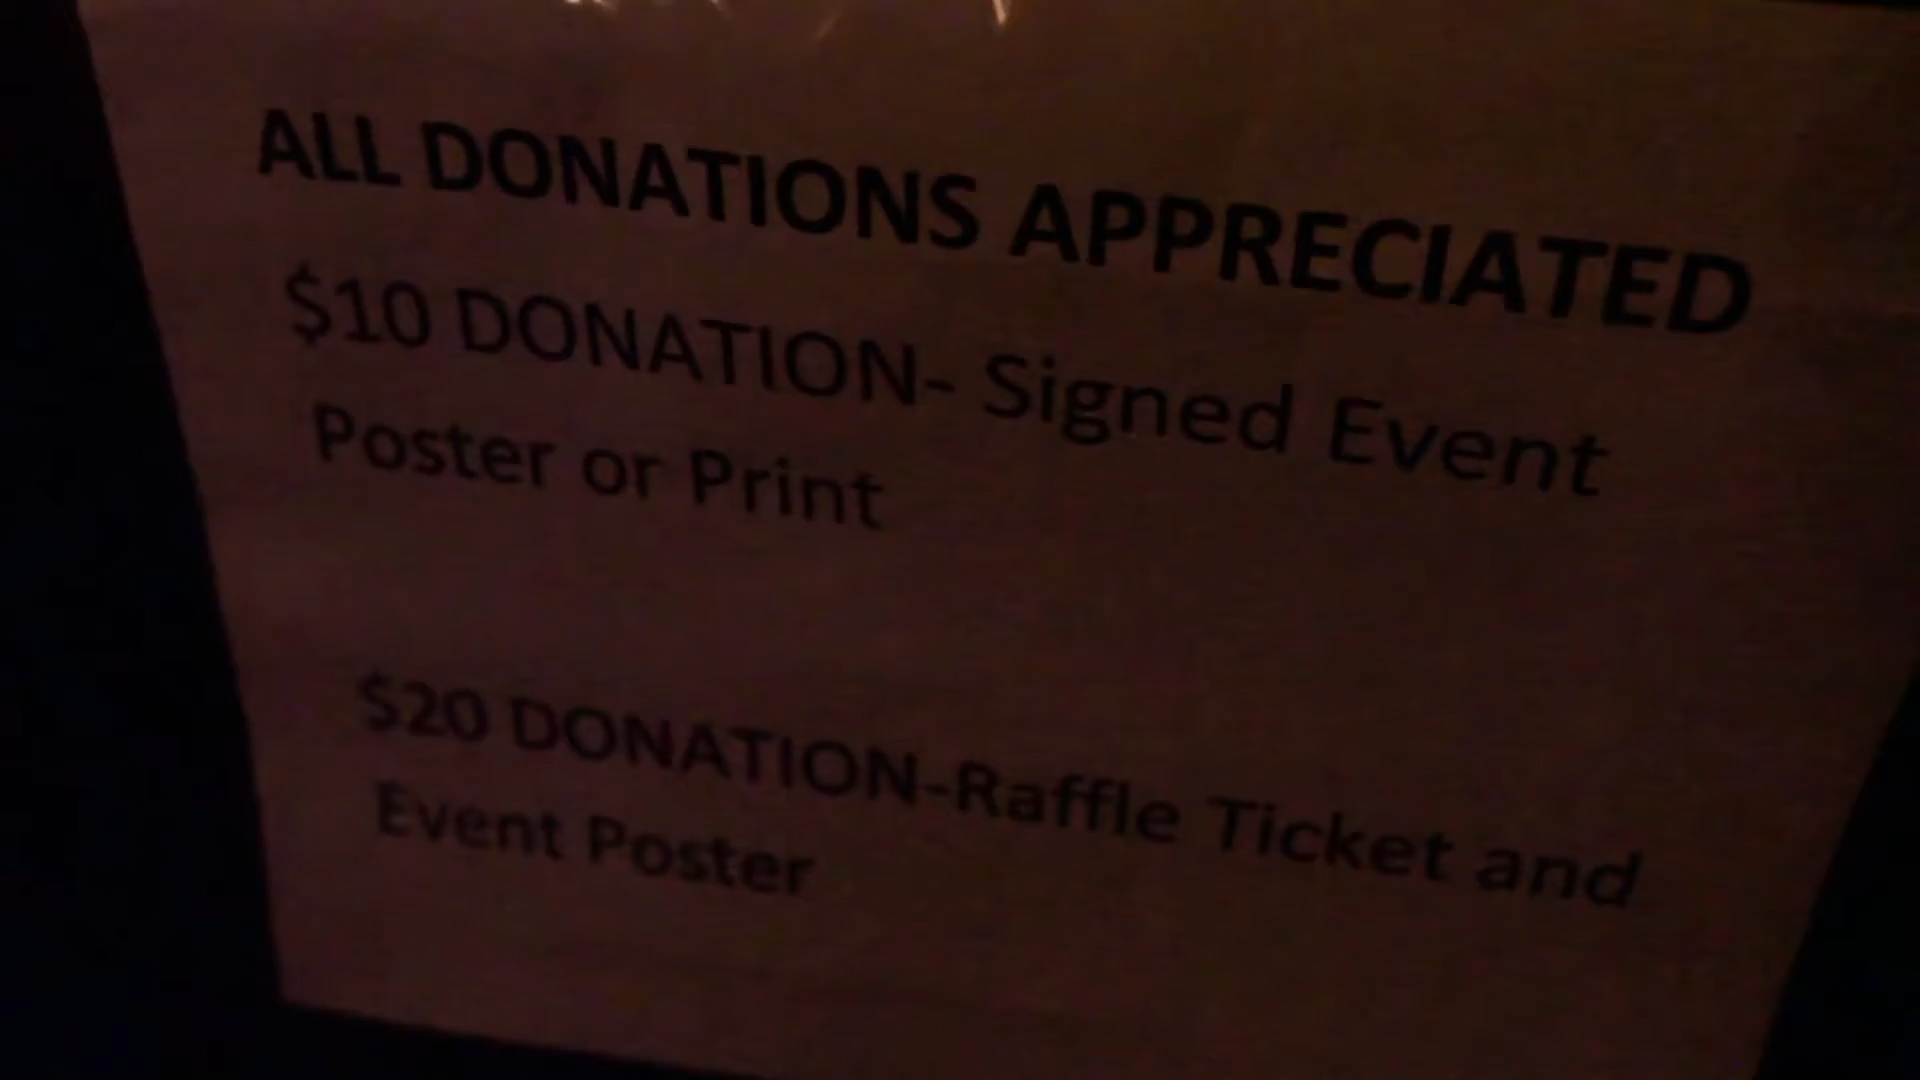 ALL DONATIONS APPRECIATED
$10 DONATION- Signed Event
Poster or Print
$20 DONATION-Raffle Ticket and
Event Poster